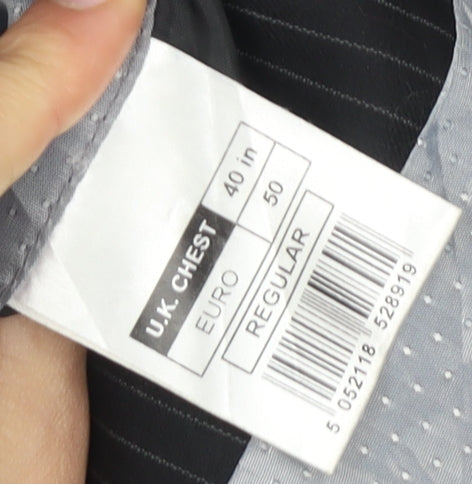 U.K. CHEST 40 in
EURO 50
REGULAR
5 052118 528919